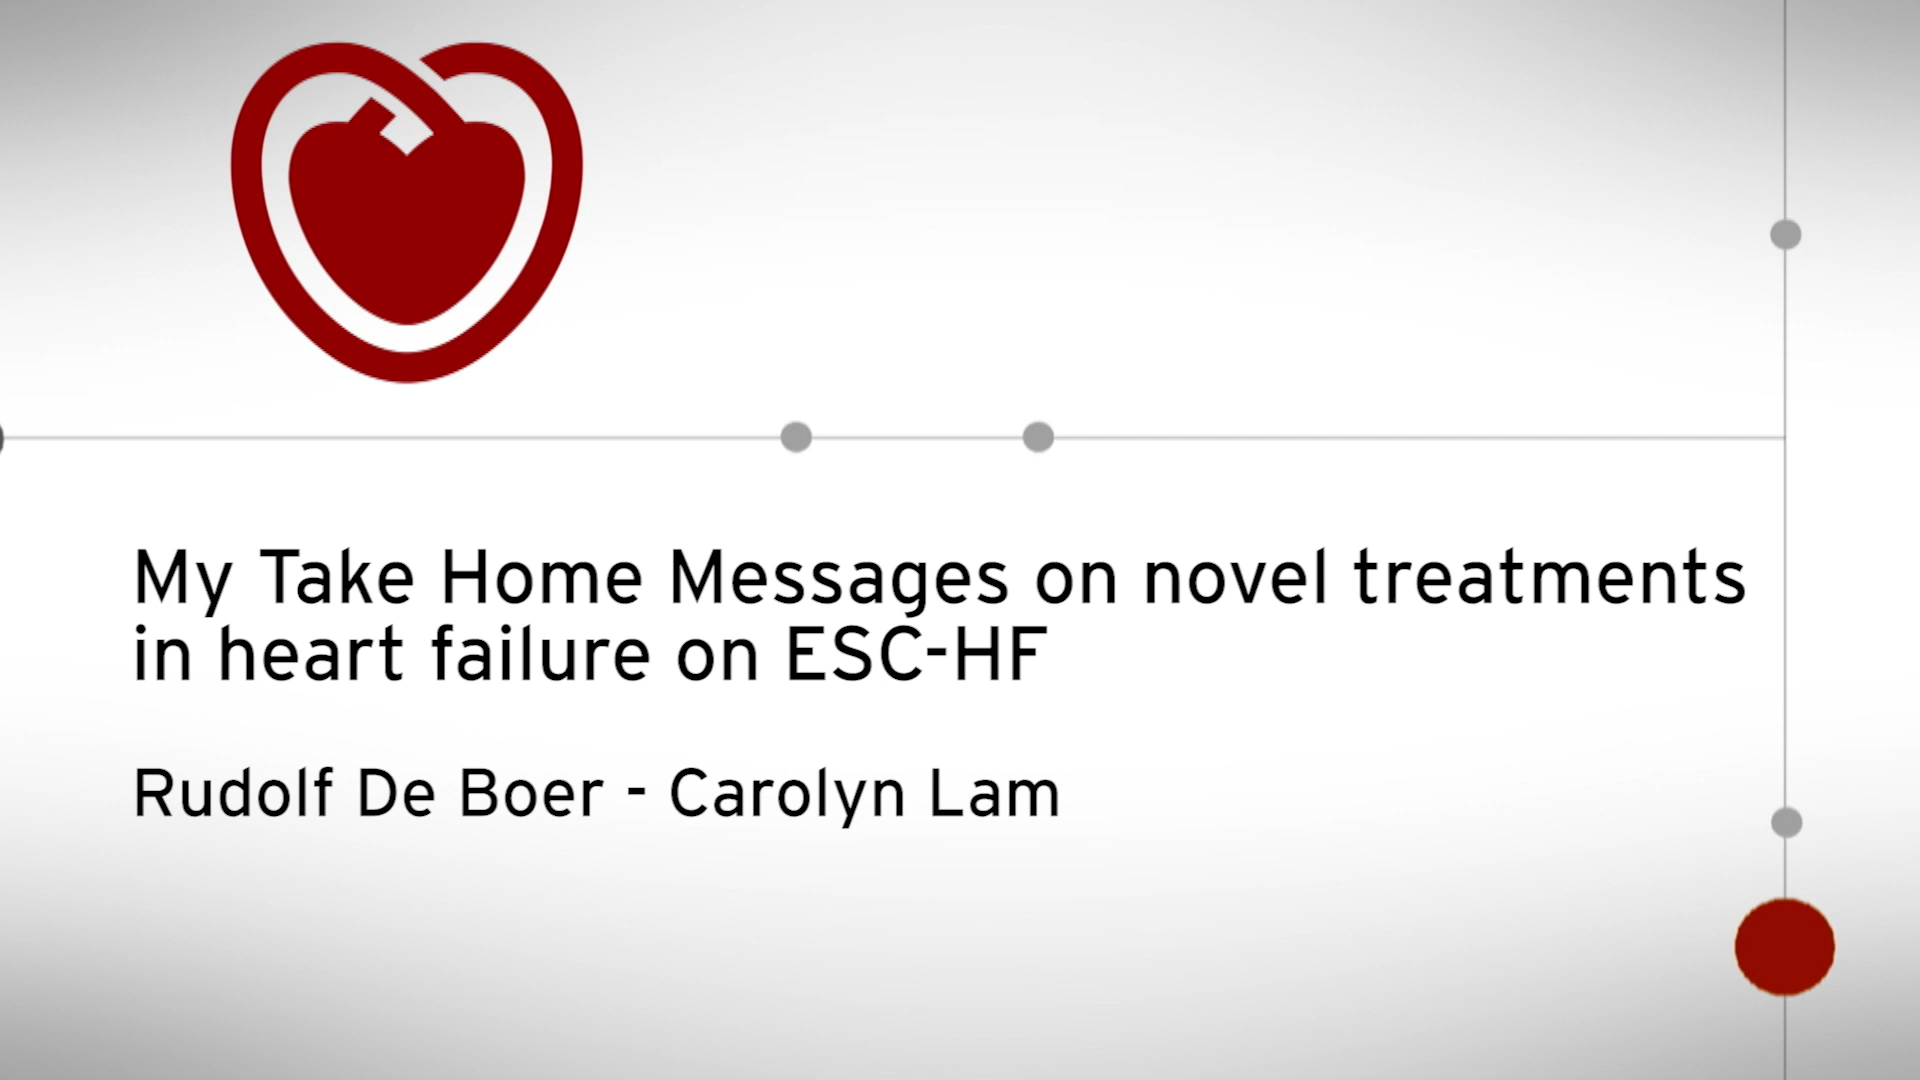 My Take Home Messages on novel treatments
in heart failure on ESC-HF
Rudolf De Boer - Carolyn Lam